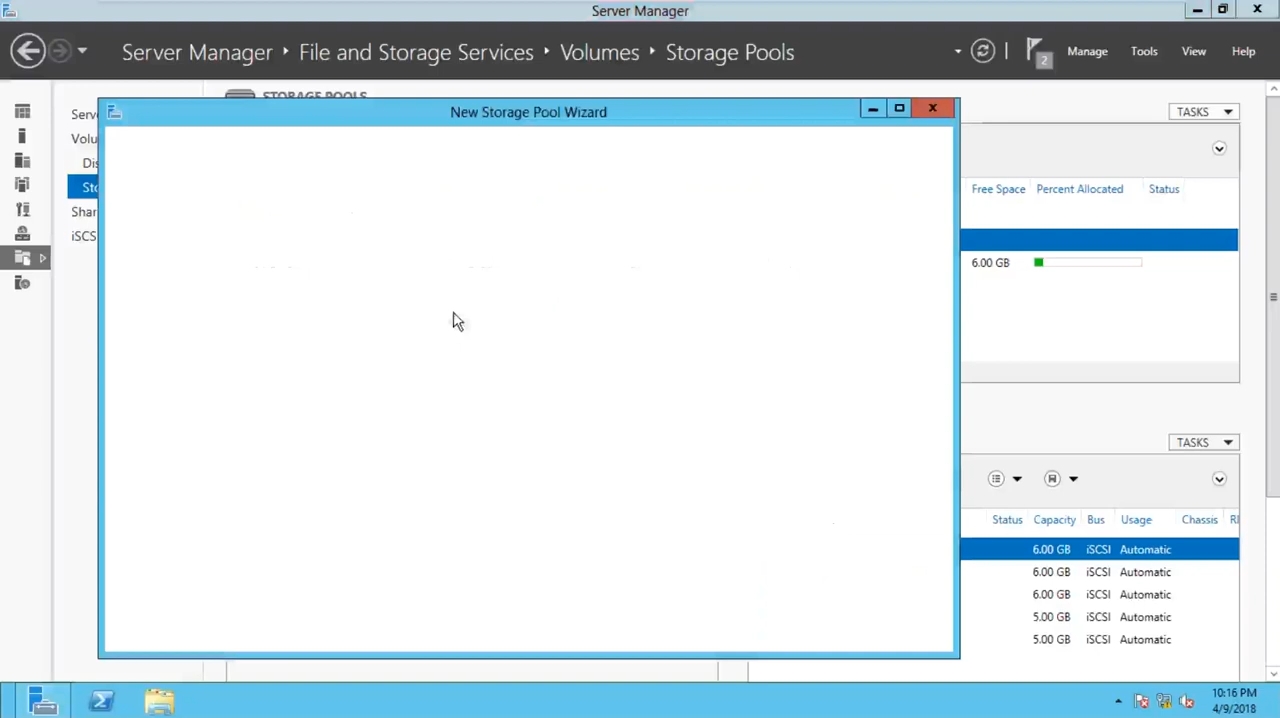 Server Manager
Server Manager ‣ File and Storage Services ‣ Volumes ‣ Storage Pools
2
Manage
Tools
View
Help
STORAGE POOLS
New Storage Pool Wizard
TASKS
Free Space
Percent Allocated
Status
6.00 GB
TASKS
Status
Capacity
Bus
Usage
Chassis
6.00 GB iSCSI Automatic
6.00 GB iSCSI Automatic
6.00 GB iSCSI Automatic
5.00 GB iSCSI Automatic
5.00 GB iSCSI Automatic
10:16 PM
4/9/2018